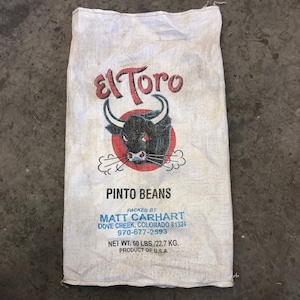 El Toro
PINTO BEANS
PACKED BY
MATT CARHART
DOVE CREEK, COLORADO 81324
970-677-2593
NET WT. 50 LBS./22.7 KG.
PRODUCT OF U.S.A.